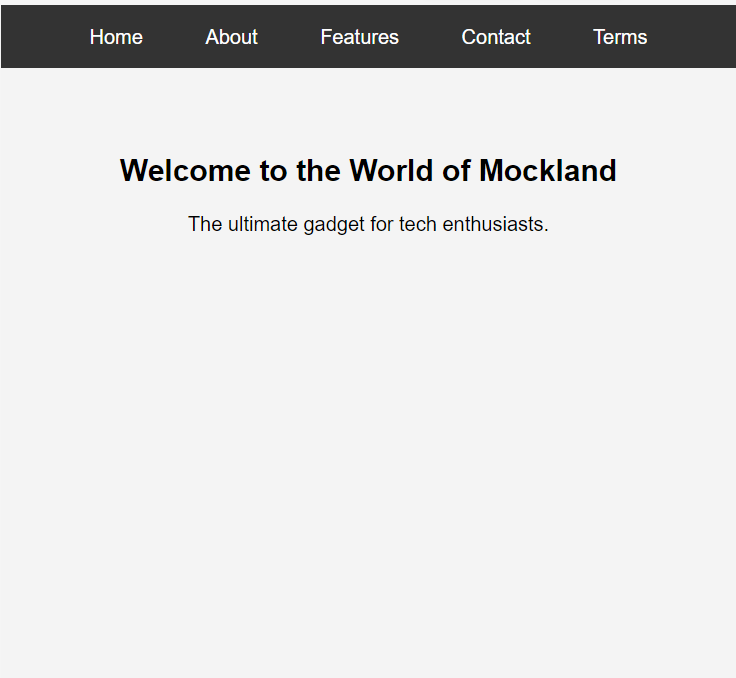 Home About Features Contact Terms
Welcome to the World of Mockland
The ultimate gadget for tech enthusiasts.